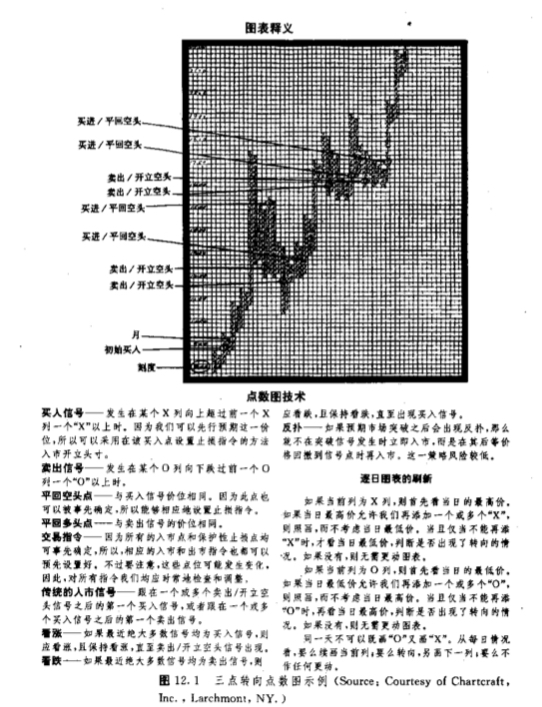 图表释义
买进/平回空头
买进/平回空头
卖出/开立空头
卖出/开立空头
买进/平回空头
买进/平回空头
卖出/开立空头
卖出/开立空头
月
初始买入
刻度
点数图技术
买入信号——发生在某个X列向上超过前一个X
列一个“X”以上时。因为我们可以先行预期这一价
位,所以可以采用在该买入点设置止损指令的方法
入市开立头寸。
卖出信号——发生在某个O列向下跌过前一个O
列一个“O”以上时。
平回空头点——与买入信号价位相同。因为此点也
可以被事先确定,所以能够相应地设置止损指令。
平回多头点——与卖出信号的价位相同。
交易指令——因为所有的入市点和保护性止损点均
可事先确定,所以,相应的入市和出市指令也都可以
预先设置好。不过要注意,这些点位可能发生变化,
因此,对所有指令我们均应时常地检查和调整。
传统的入市信号——跟在一个或多个卖出/开立空
头信号之后的第一个买入信号,或者跟在一个或多
个买入信号之后的第一个卖出信号。
看涨——如果最近绝大多数信号均为买入信号,则
应看涨,且保持看涨,直至卖出/开立空头信号出现。
看跌——如果最近绝大多数信号均为卖出信号,则
应看跌,且保持看跌,直至出现买入信号。
反扑——如果预期市场突破之后会出现反扑,那么
就不在突破信号发生时立即入市,而是在其后等价
格回撤到信号点时再入市。这一策略风险较低。
逐日图表的刷新
如果当前列为X列,则首先看当日的最高价。
如果当日最高价允许我们再添加一个或多个“X”,
则照画,而不考虑当日最低价。当且仅当不能再添
“X”时,才看当日最低价,判断是否出现了转向的情
况。如果没有,则无需更动图表。
如果当前列为O列,则首先看当日的最低价。
如果当日最低价允许我们再添加一个或多个“O”,
则照画,而不考虑当日最高价。当且仅当不能再添
“O”时,再看当日最高价,判断是否出现了转向的情
况。如果没有,则无需更动图表。
同一天不可以既画“O”又画“X”。从每日情况
看,要么续画当前列;要么转向,另画下一列;要么不
作任何更动。
图 12.1 三点转向点数图示例(Source: Courtesy of Chartcraft,
Inc., Larchmont, NY.)